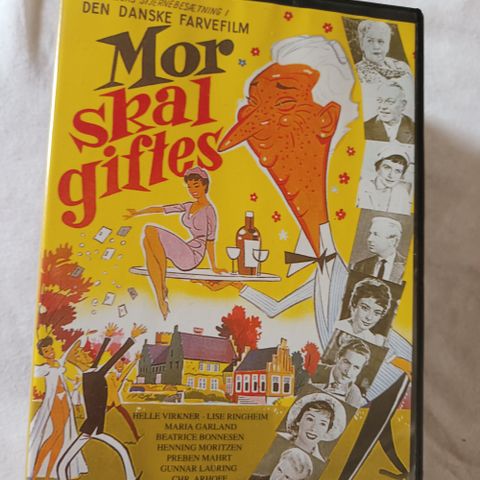 STJERNEBESÆTNING!
DEN DANSKE FARVEFILM
Mor
skal
giftes
HELLE VIRKNER - LISE RINGHEIM
MARIA GARLAND
BEATRICE BONNESEN
HENNING MORITZEN
PREBEN MAHRT
GUNNAR LAURING
CHR. ARHOFF